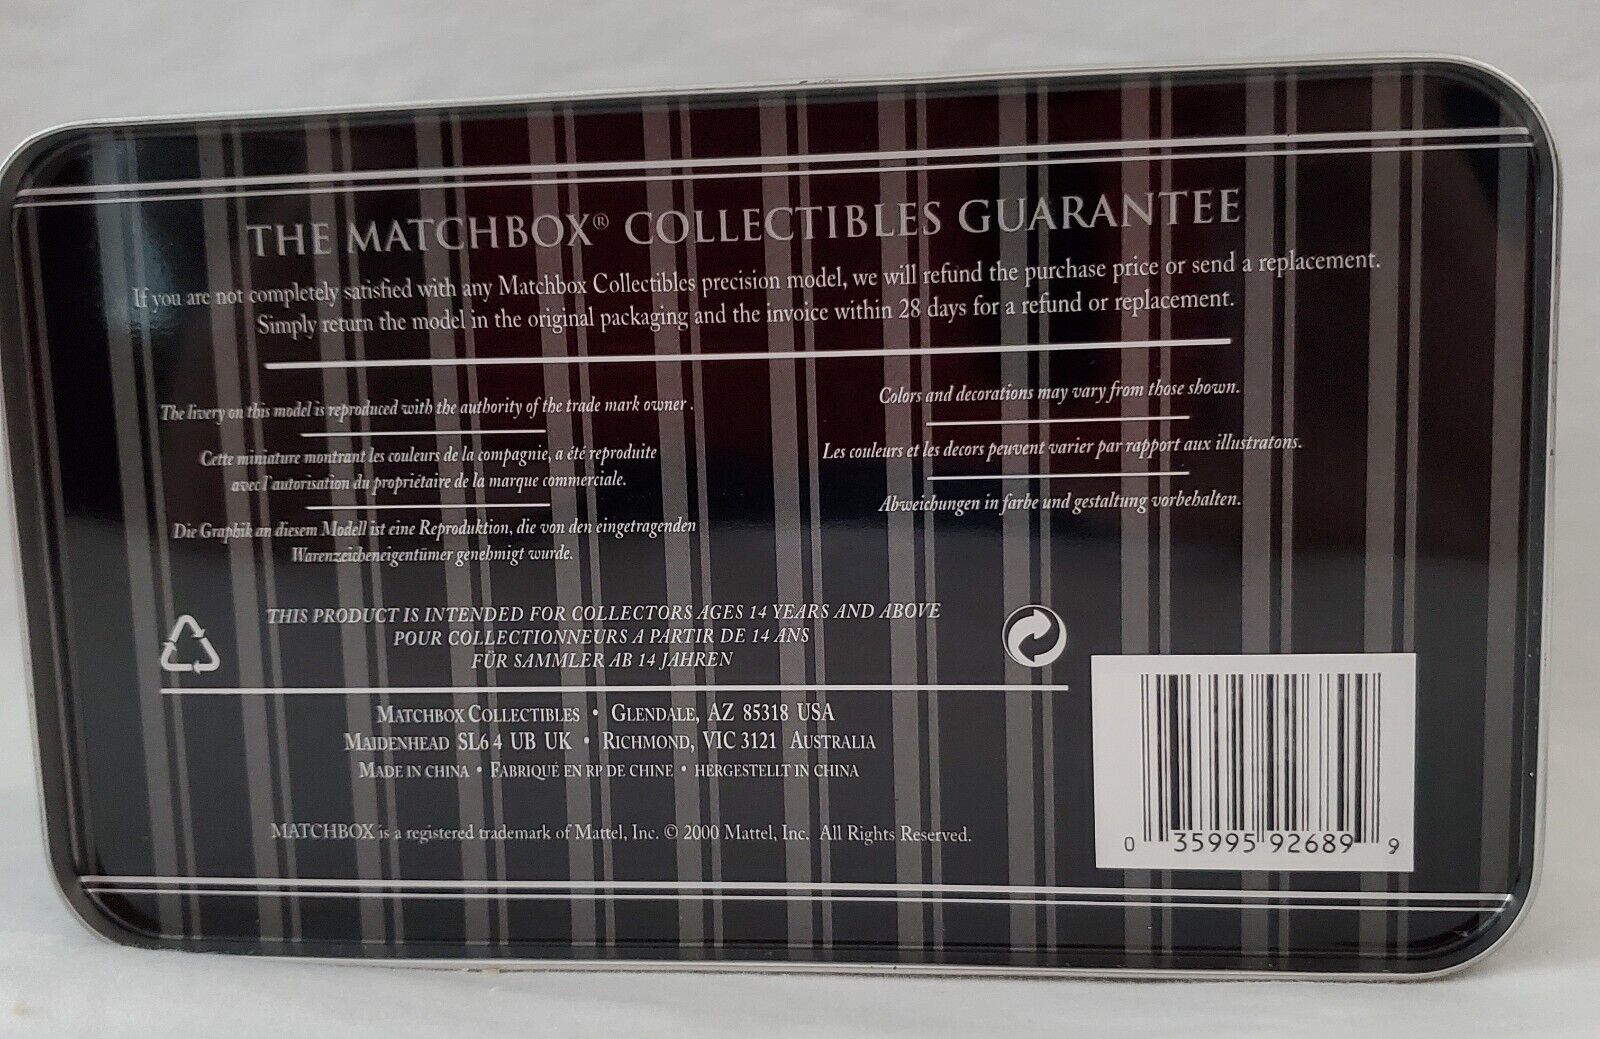 THE MATCHBOX® COLLECTIBLES GUARANTEE
If you are not completely satisfied with any Matchbox Collectibles precision model, we will refund the purchase price or send a replacement.
Simply return the model in the original packaging and the invoice within 28 days for a refund or replacement.
The livery on this model is reproduced with the authority of the trade mark owner .
Cette miniature montrant les couleurs de la compagnie, a été reproduite
avec l'autorisation du propriétaire de la marque commerciale.
Die Graphik an diesem Modell ist eine Reproduktion, die von den eingetragenden
Warenzeicheneigentümer genehmigt wurde.
Colors and decorations may vary from those shown.
Les couleurs et les decors peuvent varier par rapport aux illustratons.
Abweichungen in farbe und gestaltung vorbehalten.
THIS PRODUCT IS INTENDED FOR COLLECTORS AGES 14 YEARS AND ABOVE
POUR COLLECTIONNEURS A PARTIR DE 14 ANS
FÜR SAMMLER AB 14 JAHREN
MATCHBOX COLLECTIBLES • GLENDALE, AZ 85318 USA
MAIDENHEAD SL6 4 UB UK • RICHMOND, VIC 3121 AUSTRALIA
MADE IN CHINA • FABRIQUÉ EN RP DE CHINE • HERGESTELLT IN CHINA
MATCHBOX is a registered trademark of Mattel, Inc. © 2000 Mattel, Inc. All Rights Reserved.
0 35995 92689 9